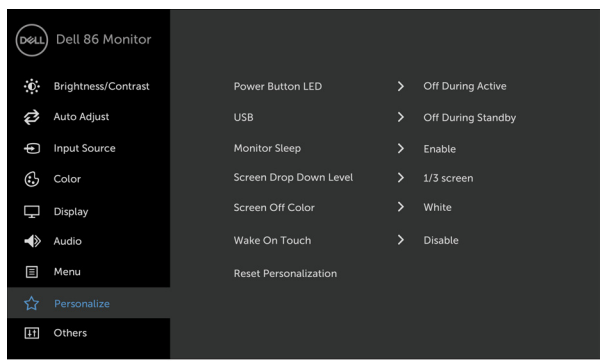 DELL Dell 86 Monitor
Brightness/Contrast
Auto Adjust
Input Source
Color
Display
Audio
Menu
Personalize
Others
Power Button LED Off During Active
USB Off During Standby
Monitor Sleep Enable
Screen Drop Down Level 1/3 screen
Screen Off Color White
Wake On Touch Disable
Reset Personalization